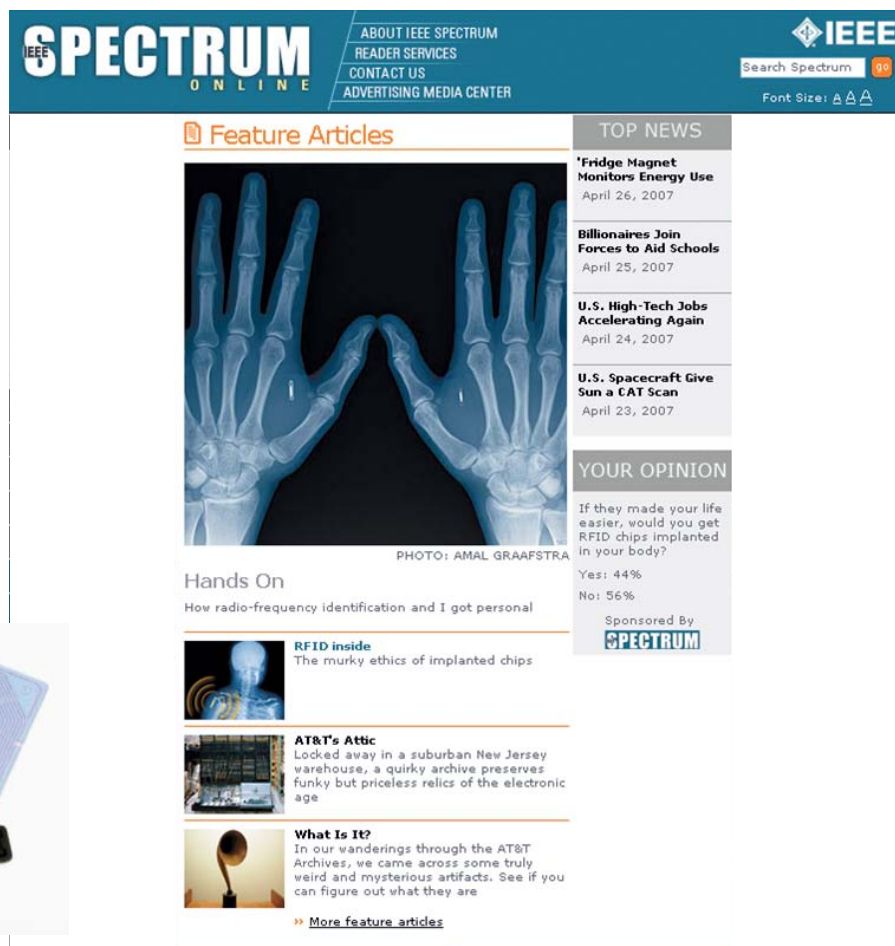 IEEE SPECTRUM
ONLINE
ABOUT IEEE SPECTRUM
READER SERVICES
CONTACT US
ADVERTISING MEDIA CENTER
IEEE
Search Spectrum go
Font Size: A A A
Feature Articles
PHOTO: AMAL GRAAFSTRA
Hands On
How radio-frequency identification and I got personal
RFID inside
The murky ethics of implanted chips
AT&T's Attic
Locked away in a suburban New Jersey
warehouse, a quirky archive preserves
funky but priceless relics of the electronic
age
What Is It?
In our wanderings through the AT&T
Archives, we came across some truly
weird and mysterious artifacts. See if you
can figure out what they are
» More feature articles
TOP NEWS
'Fridge Magnet
Monitors Energy Use
April 26, 2007
Billionaires Join
Forces to Aid Schools
April 25, 2007
U.S. High-Tech Jobs
Accelerating Again
April 24, 2007
U.S. Spacecraft Give
Sun a CAT Scan
April 23, 2007
YOUR OPINION
If they made your life
easier, would you get
RFID chips implanted
in your body?
Yes: 44%
No: 56%
Sponsored By
SPECTRUM